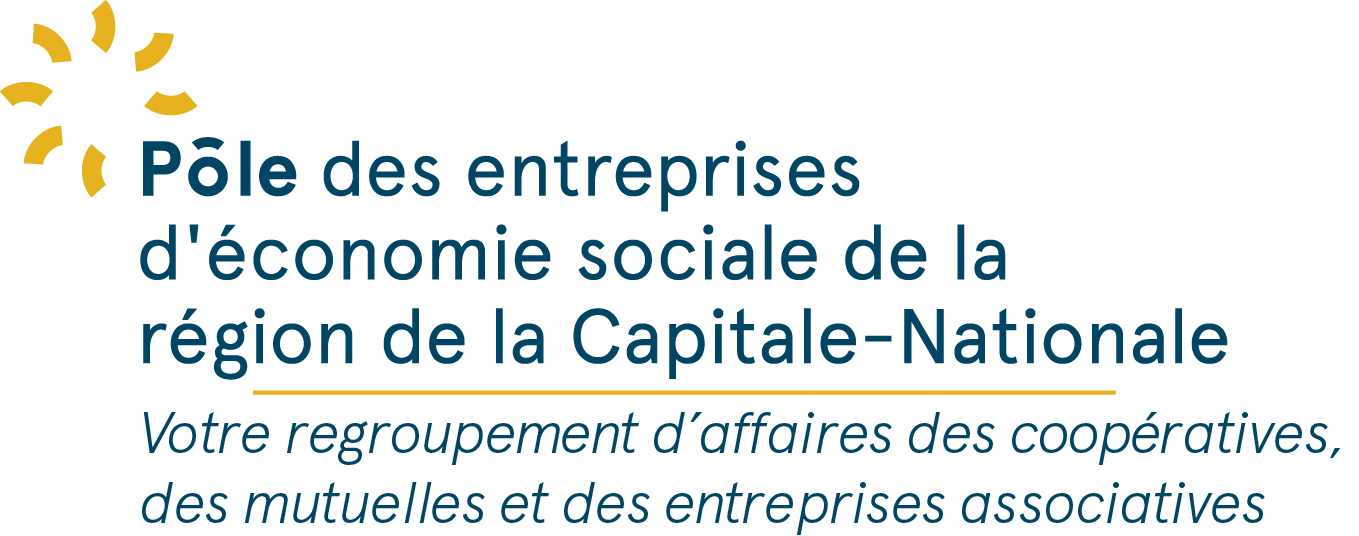 Pôle des entreprises
d'économie sociale de la
région de la Capitale-Nationale
Votre regroupement d’affaires des coopératives,
des mutuelles et des entreprises associatives